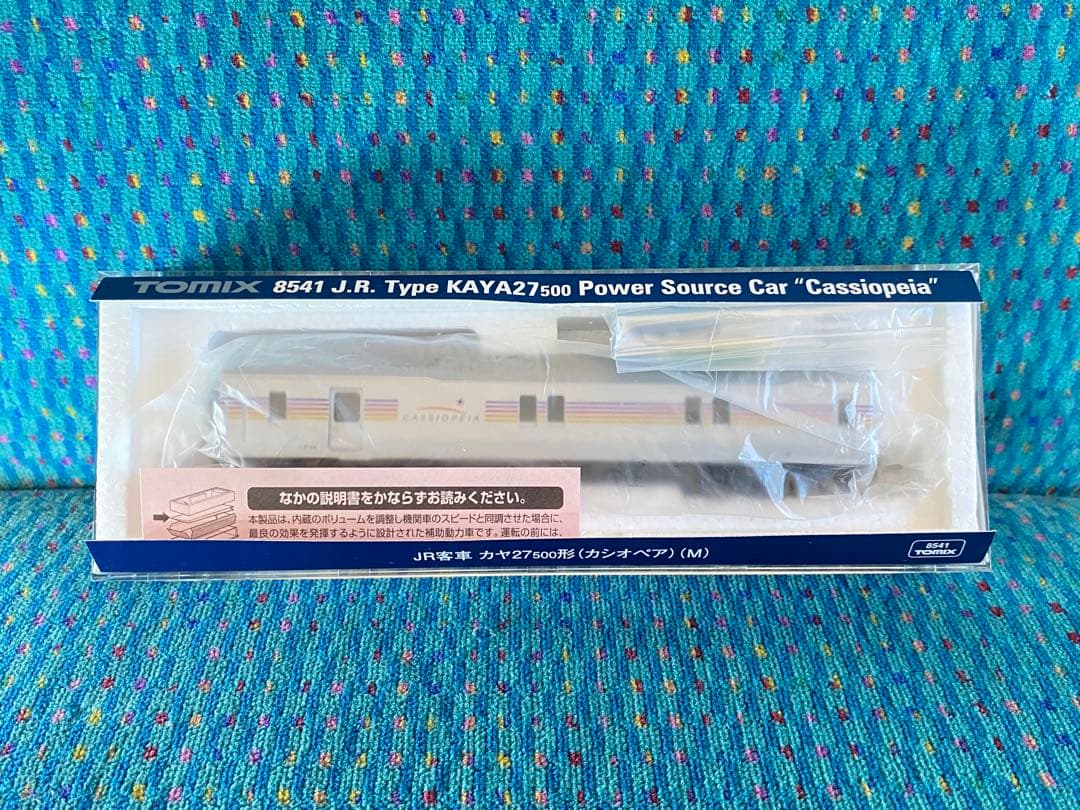 TOMIX 8541 J.R. Type KAYA27500 Power Source Car "Cassiopeia"
CASSIOPEIA
なかの説明書をかならずお読みください。
本製品は、内蔵のボリュームを調整し機関車のスピードと同調させた場合に、
最良の効果を発揮するように設計された補助動力車です。運転の前には、
JR客車 カヤ27500形(カシオペア)(M)
8541
TOMIX